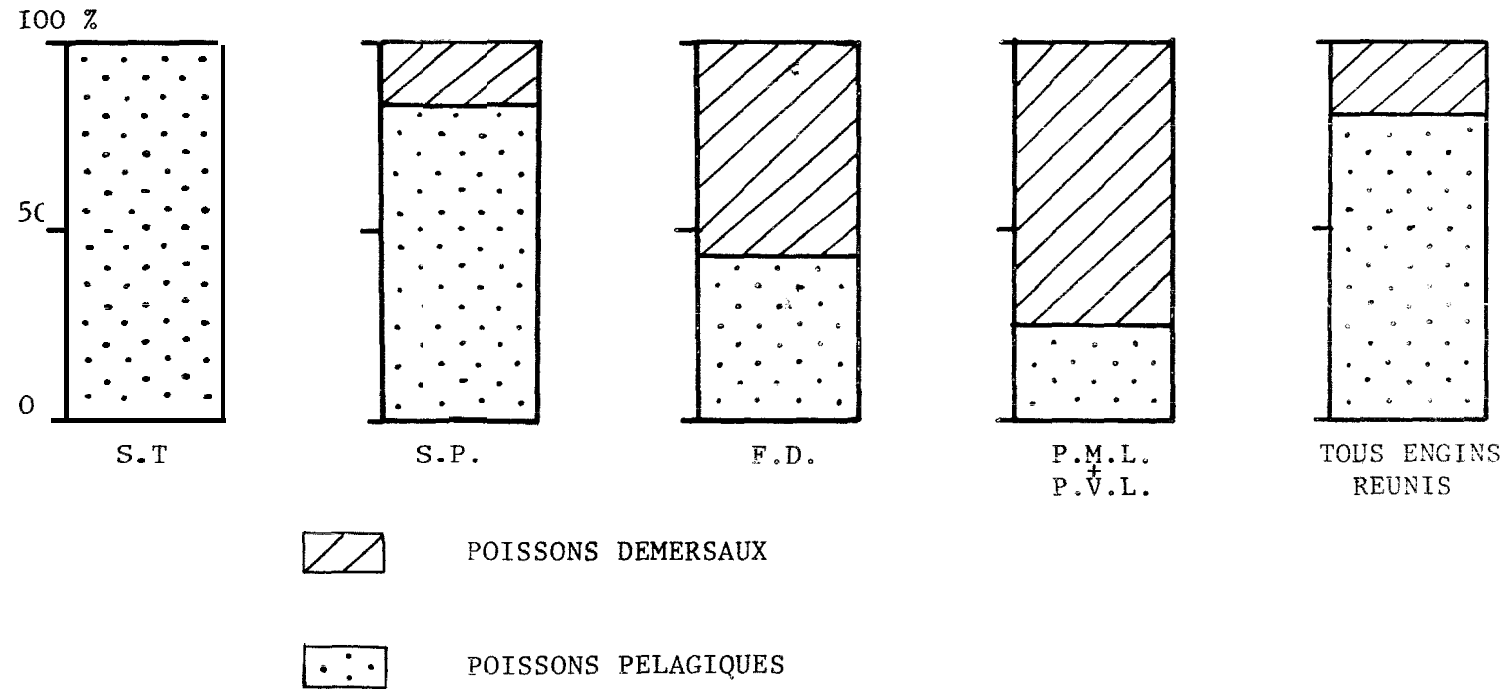 100 %
50
0
S.T
S.P.
F.D.
P.M.L.
+
P.V.L.
TOUS ENGINS
REUNIS
POISSONS DEMERSAUX
POISSONS PELAGIQUES